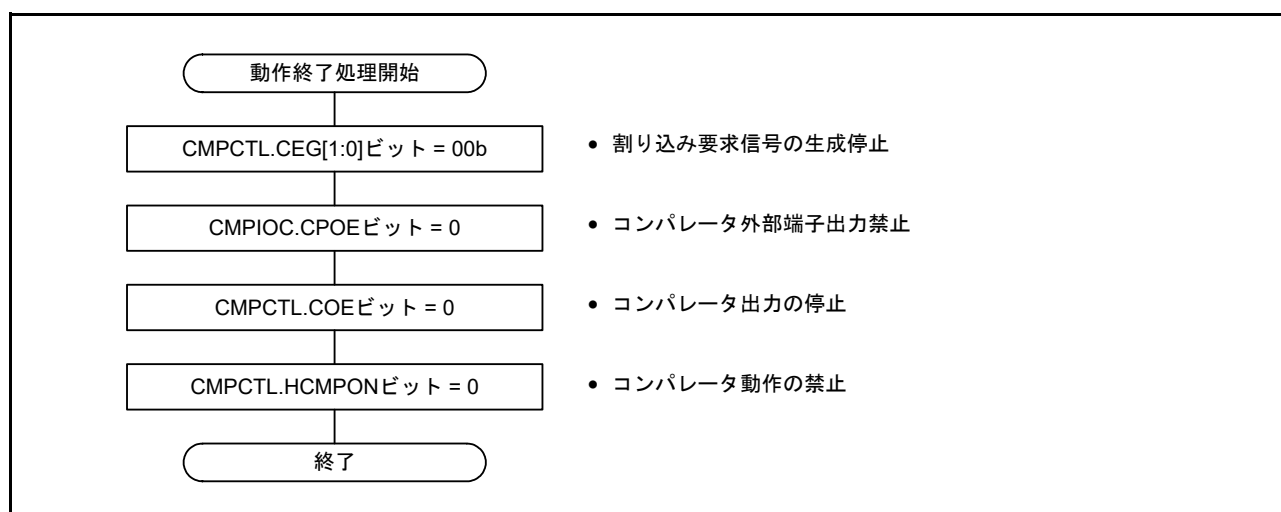 動作終了処理開始
CMPCTL.CEG[1:0]ビット = 00b
• 割り込み要求信号の生成停止
CMPIOC.CPOEビット = 0
• コンパレータ外部端子出力禁止
CMPCTL.COEビット = 0
• コンパレータ出力の停止
CMPCTL.HCMPONビット = 0
• コンパレータ動作の禁止
終了